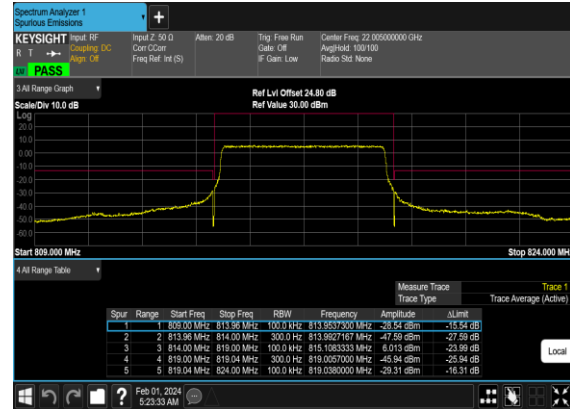 Spectrum Analyzer 1
Spurious Emissions
KEYSIGHT Input: RF Input Z: 50 Ω Atten: 20 dB Trig: Free Run Center Freq: 22.005000000 GHz
R T Coupling: DC Corr CCorr Gate: Off Avg|Hold: 100/100
Align: Off Freq Ref: Int (S) IF Gain: Low Radio Std: None
PASS
3 All Range Graph
Ref Lvl Offset 24.80 dB
Scale/Div 10.0 dB Ref Value 30.00 dBm
Log
20.0
10.0
0.00
-10.0
-20.0
-30.0
-40.0
-50.0
-60.0
Start 809.000 MHz Stop 824.000 MH
4 All Range Table
Measure Trace Trace 1
Trace Type Trace Average (Active)
Spur Range Start Freq Stop Freq RBW Frequency Amplitude ΔLimit
1 1 809.00 MHz 813.96 MHz 100.0 kHz 813.9537300 MHz -28.54 dBm -15.54 dB
2 2 813.96 MHz 814.00 MHz 300.0 Hz 813.9927167 MHz -47.59 dBm -27.59 dB
3 3 814.00 MHz 819.00 MHz 100.0 kHz 815.1083333 MHz 6.013 dBm -23.99 dB
4 4 819.00 MHz 819.04 MHz 300.0 Hz 819.0057000 MHz -45.94 dBm -25.94 dB
5 5 819.04 MHz 824.00 MHz 100.0 kHz 819.0380000 MHz -29.31 dBm -16.31 dB
Local
Feb 01, 2024
5:23:33 AM